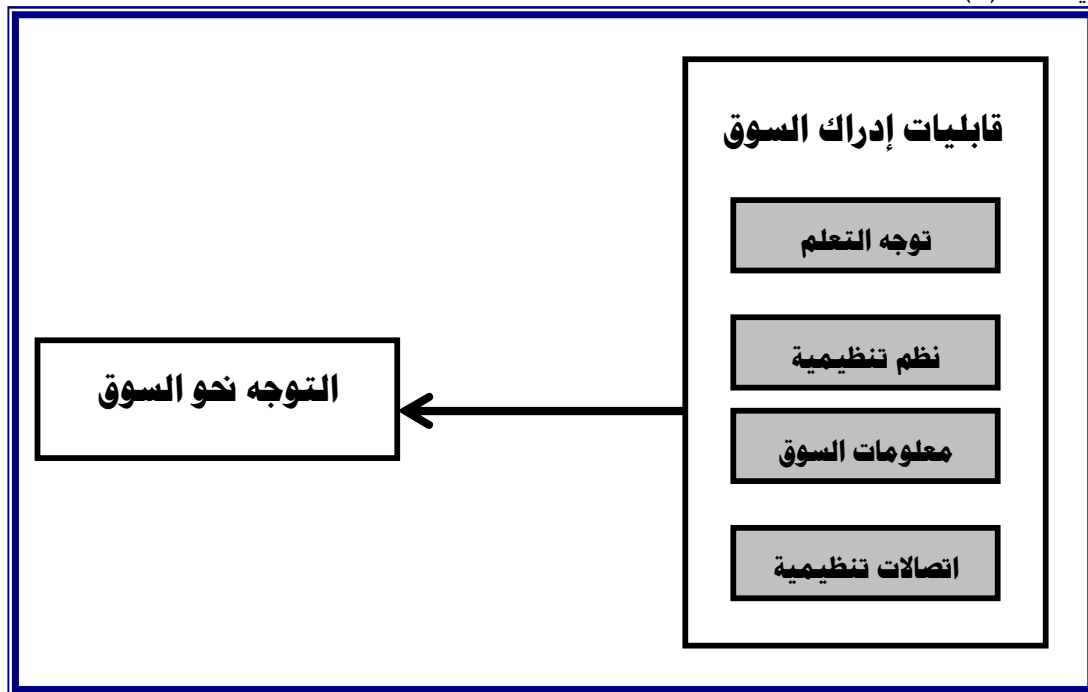 قابليات إدراك السوق
توجه التعلم
نظم تنظيمية
معلومات السوق
اتصالات تنظيمية
التوجه نحو السوق